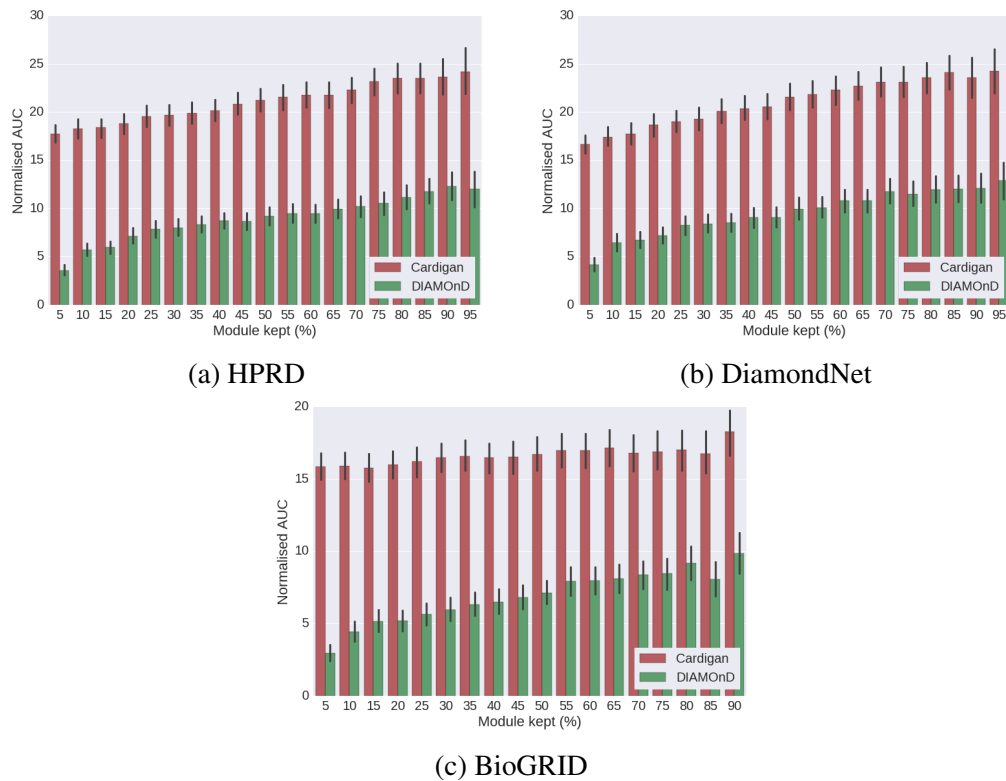 30
25
20
15
10
5
0
Normalised AUC
Cardigan
DIAMOnD
5 10 15 20 25 30 35 40 45 50 55 60 65 70 75 80 85 90 95
Module kept (%)
(a) HPRD
30
25
20
15
10
5
0
Normalised AUC
Cardigan
DIAMOnD
5 10 15 20 25 30 35 40 45 50 55 60 65 70 75 80 85 90 95
Module kept (%)
(b) DiamondNet
20
15
10
5
0
Normalised AUC
Cardigan
DIAMOnD
5 10 15 20 25 30 35 40 45 50 55 60 65 70 75 80 85 90
Module kept (%)
(c) BioGRID